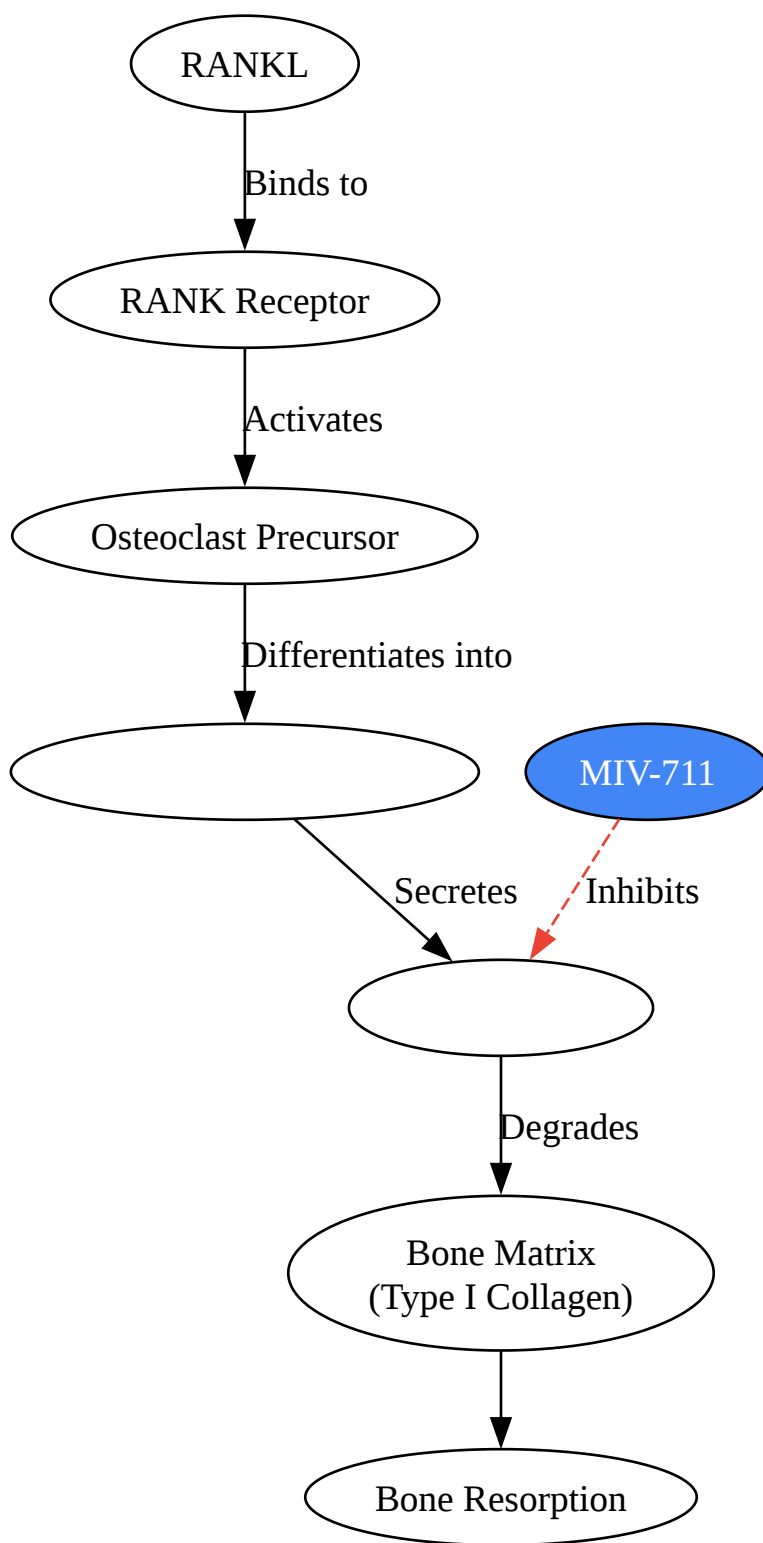 RANKL
Binds to
RANK Receptor
Activates
Osteoclast Precursor
Differentiates into
MIV-711
Secretes
Inhibits
Degrades
Bone Matrix
(Type I Collagen)
Bone Resorption